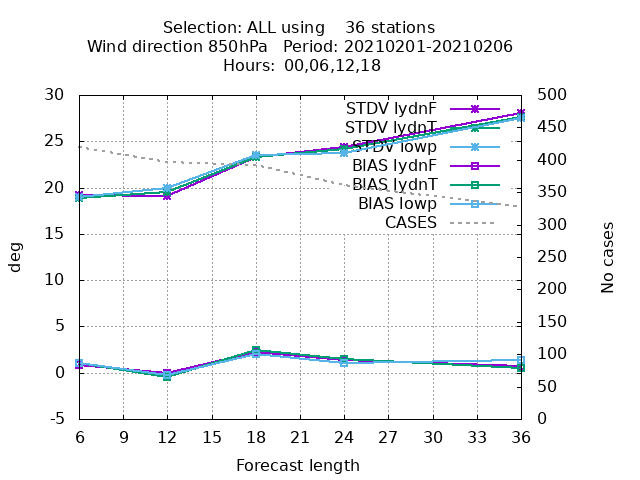 Selection: ALL using    36 stations
Wind direction 850hPa   Period: 20210201-20210206
Hours: 00,06,12,18
30 500
STDV lydnF
450
STDV lydnT
25
STDV lowp
400
BIAS lydnF
350
BIAS lydnT
20
BIAS lowp
300
CASES
15
250
10
200
150
5
100
0
50
-5 0
6 9 12 15 18 21 24 27 30 33 36
deg
No cases
Forecast length